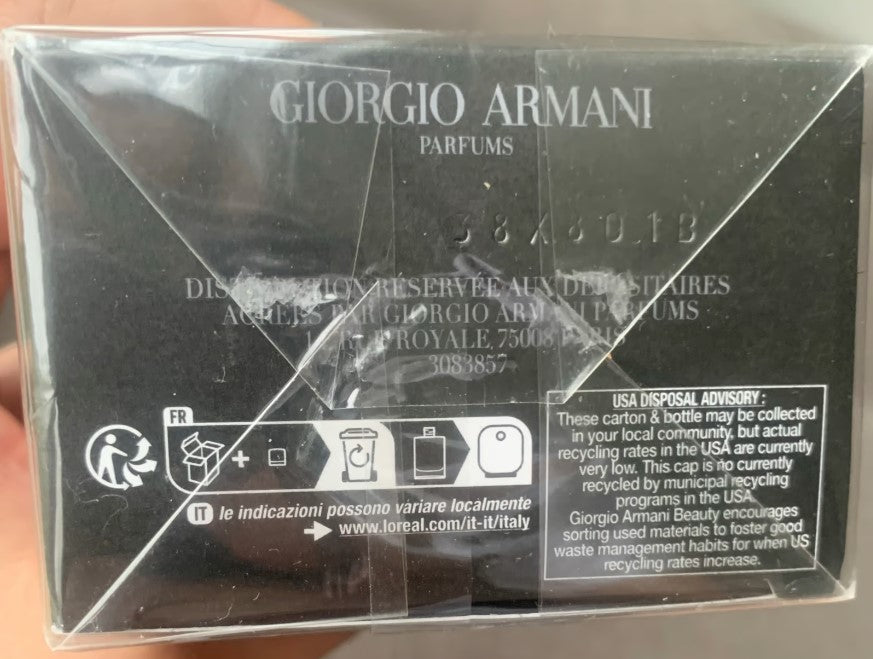 GIORGIO ARMANI
PARFUMS
38X801B
DISTRIBUTION RÉSERVÉE AUX DÉPOSITAIRES
AGRÉÉS PAR GIORGIO ARMANI PARFUMS
ROYALE, 75008 PARIS
3083857
FR
IT le indicazioni possono variare localmente
www.loreal.com/it-it/italy
USA DISPOSAL ADVISORY :
These carton & bottle may be collected
in your local community, but actual
recycling rates in the USA are currently
very low. This cap is no currently
recycled by municipal recycling
programs in the USA.
Giorgio Armani Beauty encourages
sorting used materials to foster good
waste management habits for when US
recycling rates increase.